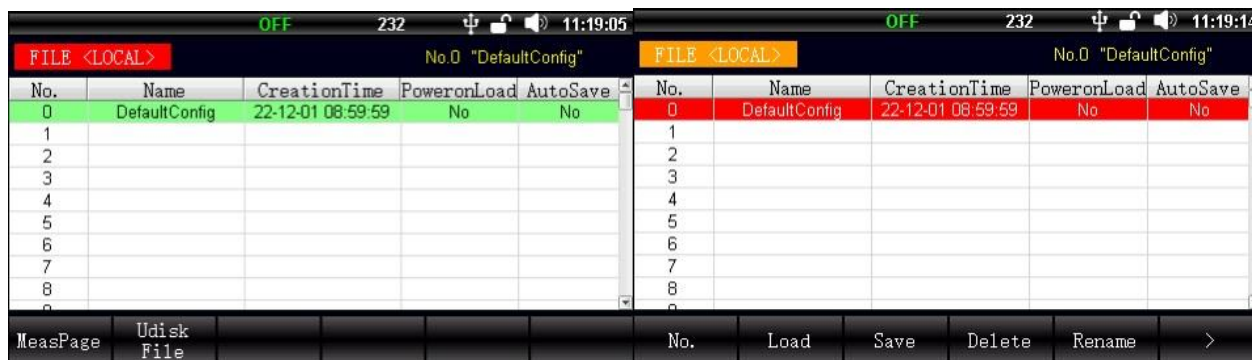 OFF 232 11:19:05
FILE <LOCAL> No.0 "DefaultConfig"
No. Name CreationTime PoweronLoad AutoSave
0 DefaultConfig 22-12-01 08:59:59 No No
1
2
3
4
5
6
7
8
MeasPage Udisk File
OFF 232 11:19:14
FILE <LOCAL> No.0 "DefaultConfig"
No. Name CreationTime PoweronLoad AutoSave
0 DefaultConfig 22-12-01 08:59:59 No No
1
2
3
4
5
6
7
8
No. Load Save Delete Rename >